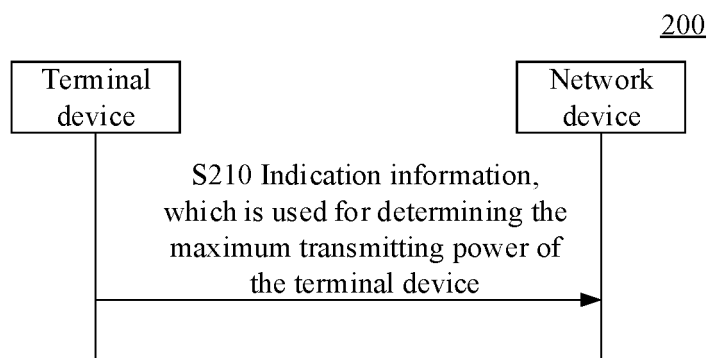 200
Terminal
device
Network
device
S210 Indication information,
which is used for determining the
maximum transmitting power of
the terminal device